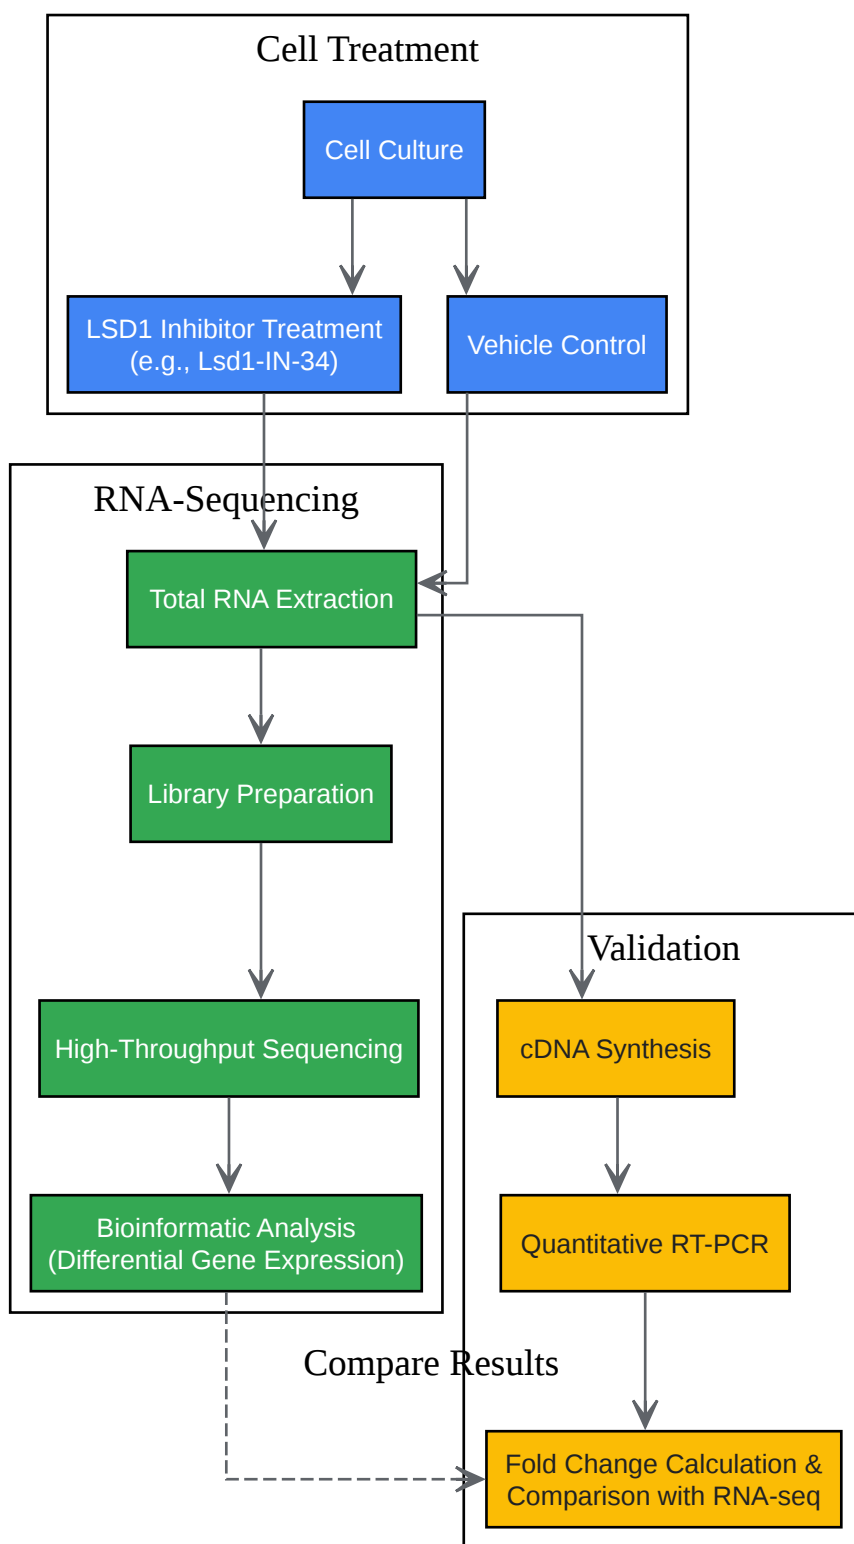 Cell Treatment
Cell Culture
LSD1 Inhibitor Treatment
(e.g., Lsd1-IN-34)
Vehicle Control
RNA-Sequencing
Total RNA Extraction
Library Preparation
Validation
High-Throughput Sequencing
cDNA Synthesis
Bioinformatic Analysis
(Differential Gene Expression)
Quantitative RT-PCR
Compare Results
Fold Change Calculation &
Comparison with RNA-seq